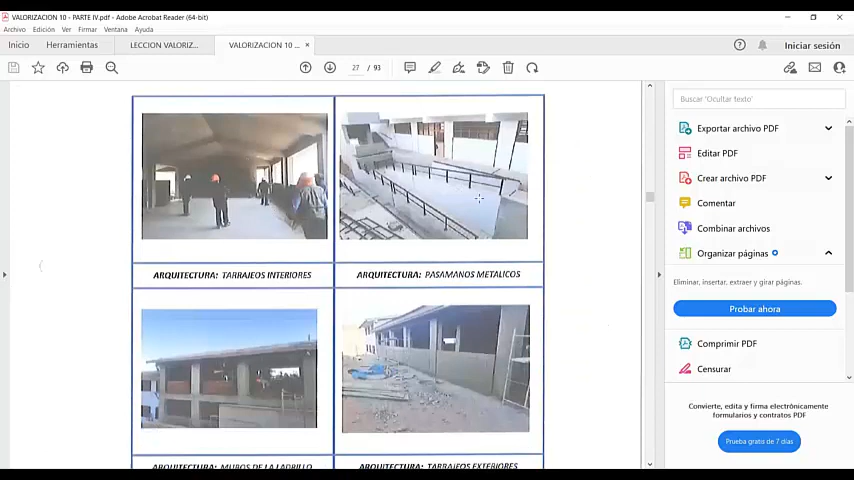 VALORIZACION 10 - PARTE IV.pdf - Adobe Acrobat Reader (64-bit)
Archivo Edición Ver Firmar Ventana Ayuda
Inicio Herramientas LECCION VALORIZ... VALORIZACION 10 ... × Iniciar sesión
27 / 93
Buscar 'Ocultar texto'
Exportar archivo PDF
Editar PDF
Crear archivo PDF
Comentar
Combinar archivos
Organizar páginas
Eliminar, insertar, extraer y girar páginas.
Probar ahora
Comprimir PDF
Censurar
Convierte, edita y firma electrónicamente
formularios y contratos PDF
Prueba gratis de 7 días
ARQUITECTURA: TARRAJEOS INTERIORES
ARQUITECTURA: PASAMANOS METALICOS
ARQUITECTURA: MUROS DE LA LADRILLO
ARQUITECTURA: TARRAJEOS EXTERIORES